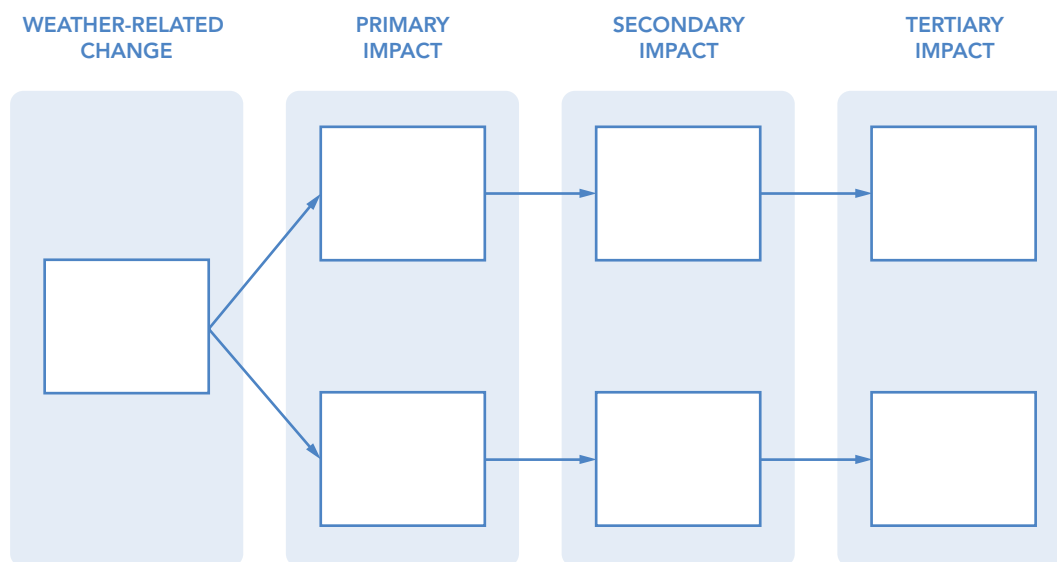 WEATHER-RELATED
CHANGE
PRIMARY
IMPACT
SECONDARY
IMPACT
TERTIARY
IMPACT